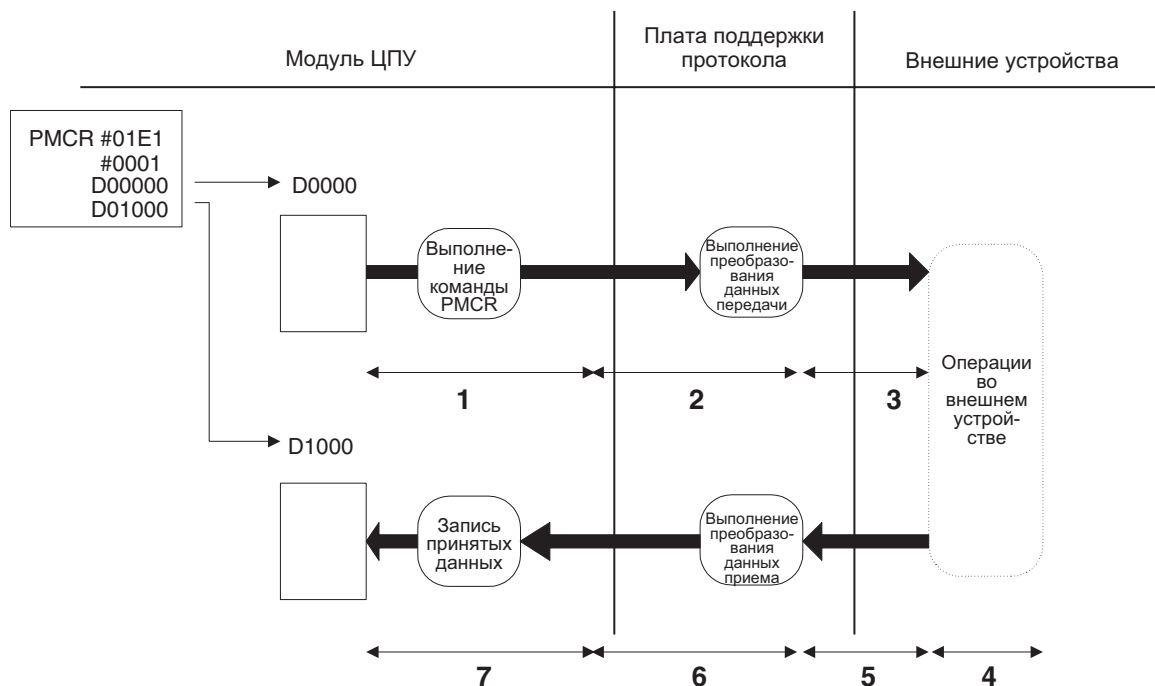 Модуль ЦПУ
Плата поддержки
протокола
Внешние устройства
PMCR #01E1
#0001
D00000
D01000
D0000
Выполне-
ение
команды
PMCR
Выполнение
преобразо-
вания
данных
передачи
Операции
во
внешнем
устрой-
стве
1
2
3
D1000
Запись
принятых
данных
Выполнение
преобразо-
вания
данных
приема
7
6
5
4